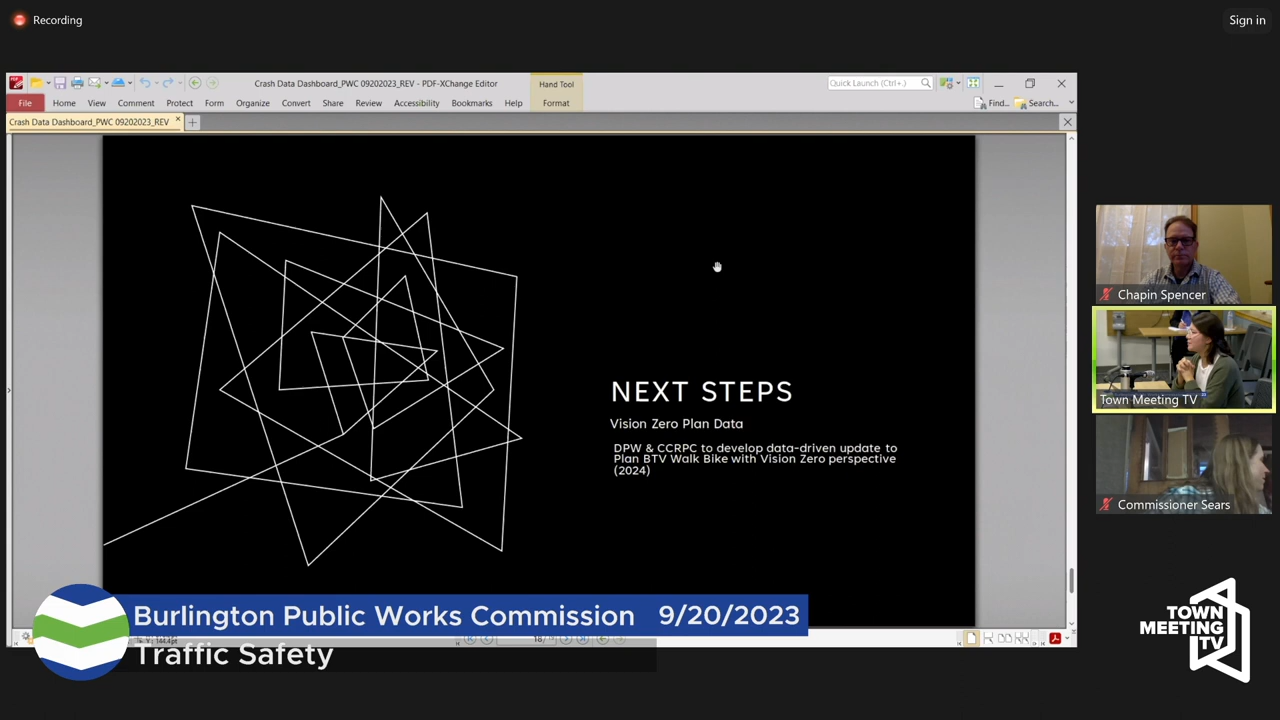 Recording
Sign in
Crash Data Dashboard_PWC 09202023_REV - PDF-XChange Editor
Hand Tool
Quick Launch (Ctrl+.)
File Home View Comment Protect Form Organize Convert Share Review Accessibility Bookmarks Help Format
Find... Search...
Crash Data Dashboard_PWC 09202023_REV
NEXT STEPS
Vision Zero Plan Data
DPW & CCRPC to develop data-driven update to
Plan BTV Walk Bike with Vision Zero perspective
(2024)
Chapin Spencer
Town Meeting TV
Commissioner Sears
Burlington Public Works Commission 9/20/2023
Traffic Safety
TOWN
MEETING
TV